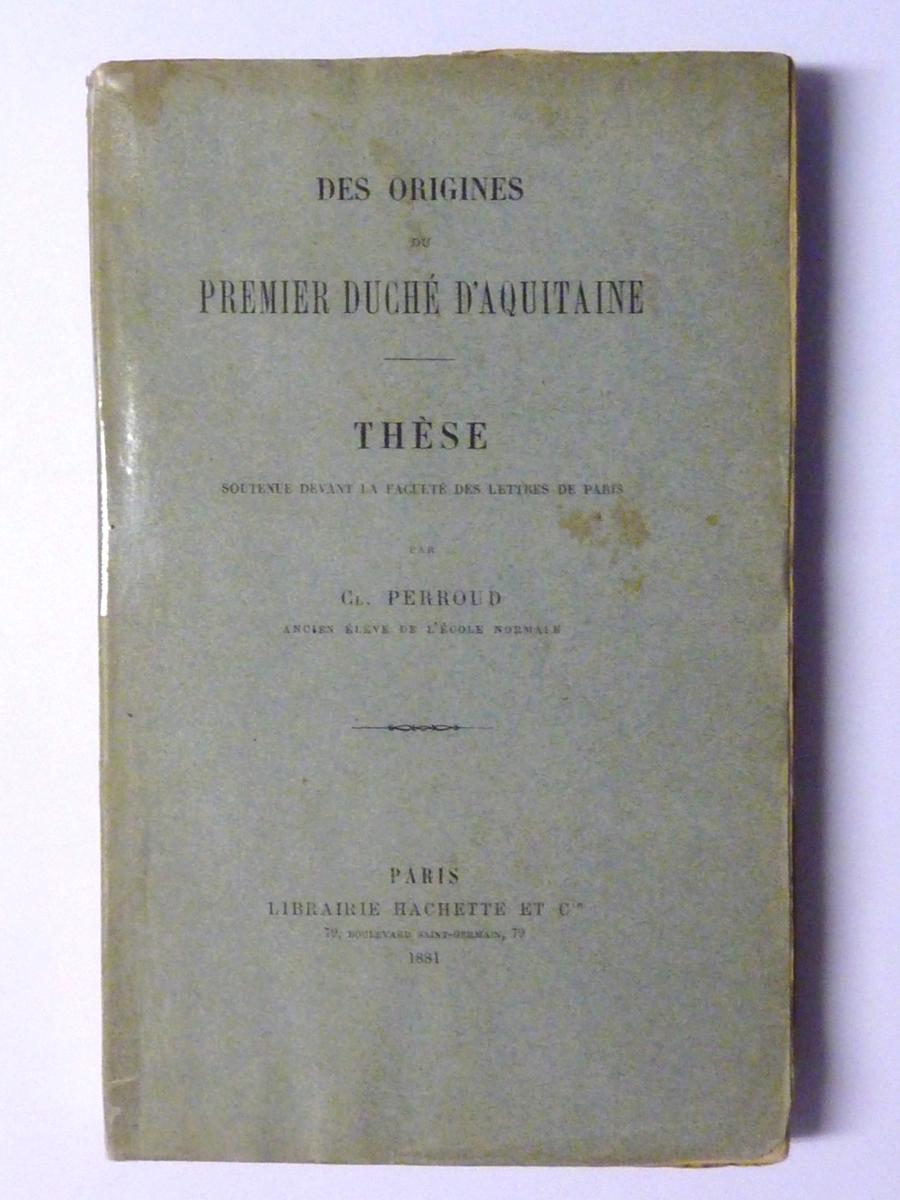 DES ORIGINES
DU
PREMIER DUCHÉ D'AQUITAINE
THÈSE
SOUTENUE DEVANT LA FACULTÉ DES LETTRES DE PARIS
PAR
CL. PERROUD
ANCIEN ÉLÈVE DE L'ÉCOLE NORMALE
PARIS
LIBRAIRIE HACHETTE ET Cie
79, BOULEVARD SAINT-GERMAIN, 79
1881